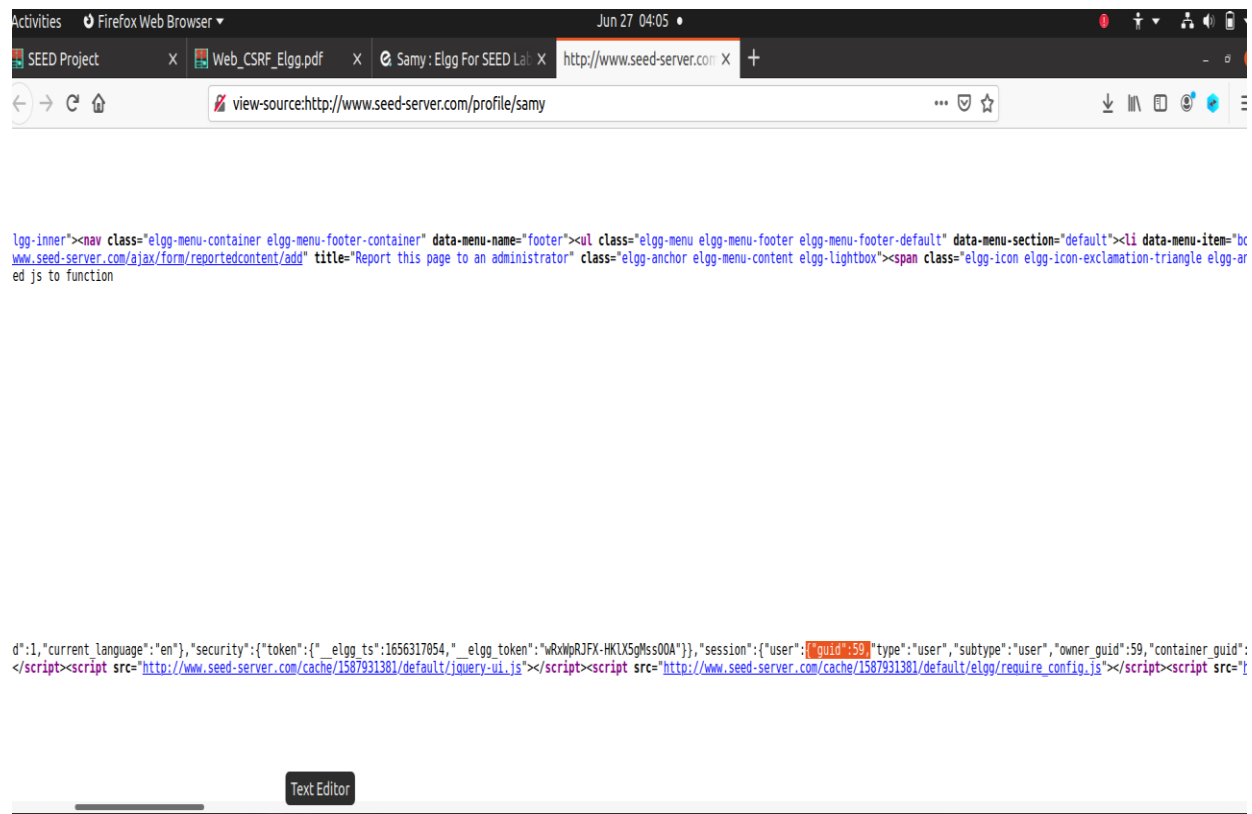 Activities Firefox Web Browser Jun 27 04:05
SEED Project Web_CSRF_Elgg.pdf Samy : Elgg For SEED Lab http://www.seed-server.com
view-source:http://www.seed-server.com/profile/samy
lgg-inner"><nav class="elgg-menu-container elgg-menu-footer-container" data-menu-name="footer"><ul class="elgg-menu elgg-menu-footer elgg-menu-footer-default" data-menu-section="default"><li data-menu-item="bo
www.seed-server.com/ajax/form/reportedcontent/add" title="Report this page to an administrator" class="elgg-anchor elgg-menu-content elgg-lightbox"><span class="elgg-icon elgg-icon-exclamation-triangle elgg-an
ed js to function
d":1,"current_language":"en"},"security":{"token":{"__elgg_ts":1656317054,"__elgg_token":"wRxWpRJFX-HKlX5gMssO0A"}},"session":{"user":{"guid":59,"type":"user","subtype":"user","owner_guid":59,"container_guid":
</script><script src="http://www.seed-server.com/cache/1587931381/default/jquery-ui.js"></script><script src="http://www.seed-server.com/cache/1587931381/default/elgg/require_config.js"></script><script src="h
Text Editor